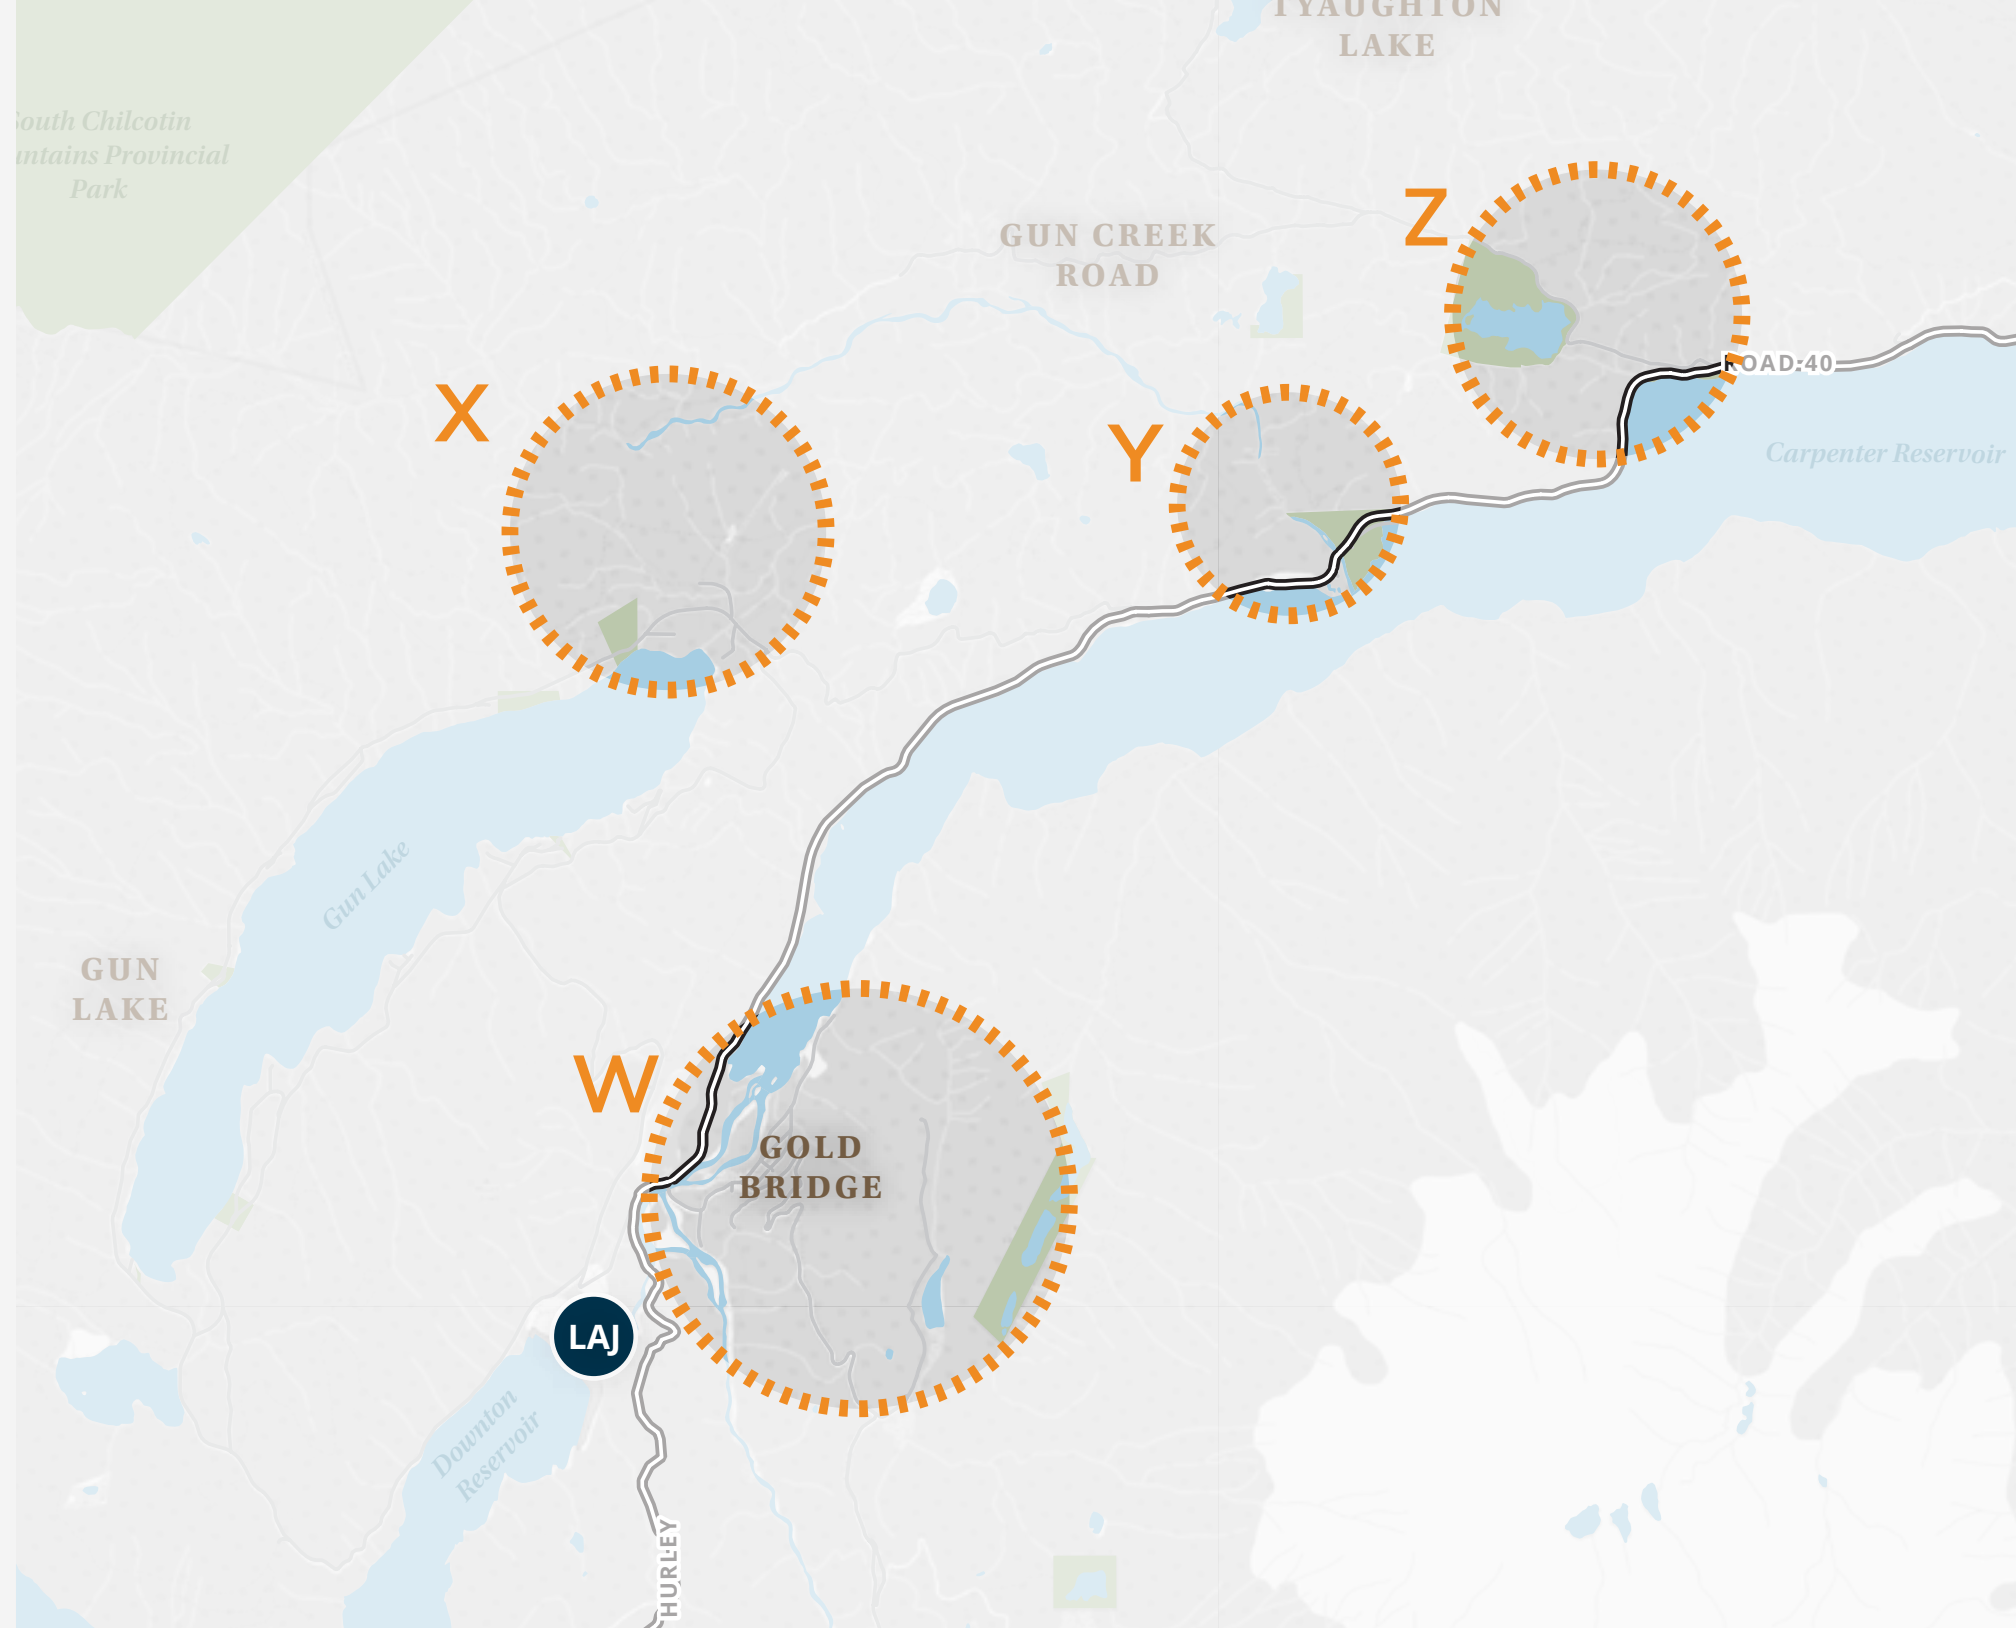 TYAUGHTON
LAKE
South Chilcotin
untains Provincial
Park
Z
GUN CREEK
ROAD
ROAD 40
X
Y
Carpenter Reservoir
Gun Lake
GUN
LAKE
W
GOLD
BRIDGE
LAJ
Downton
Reservoir
HURLEY